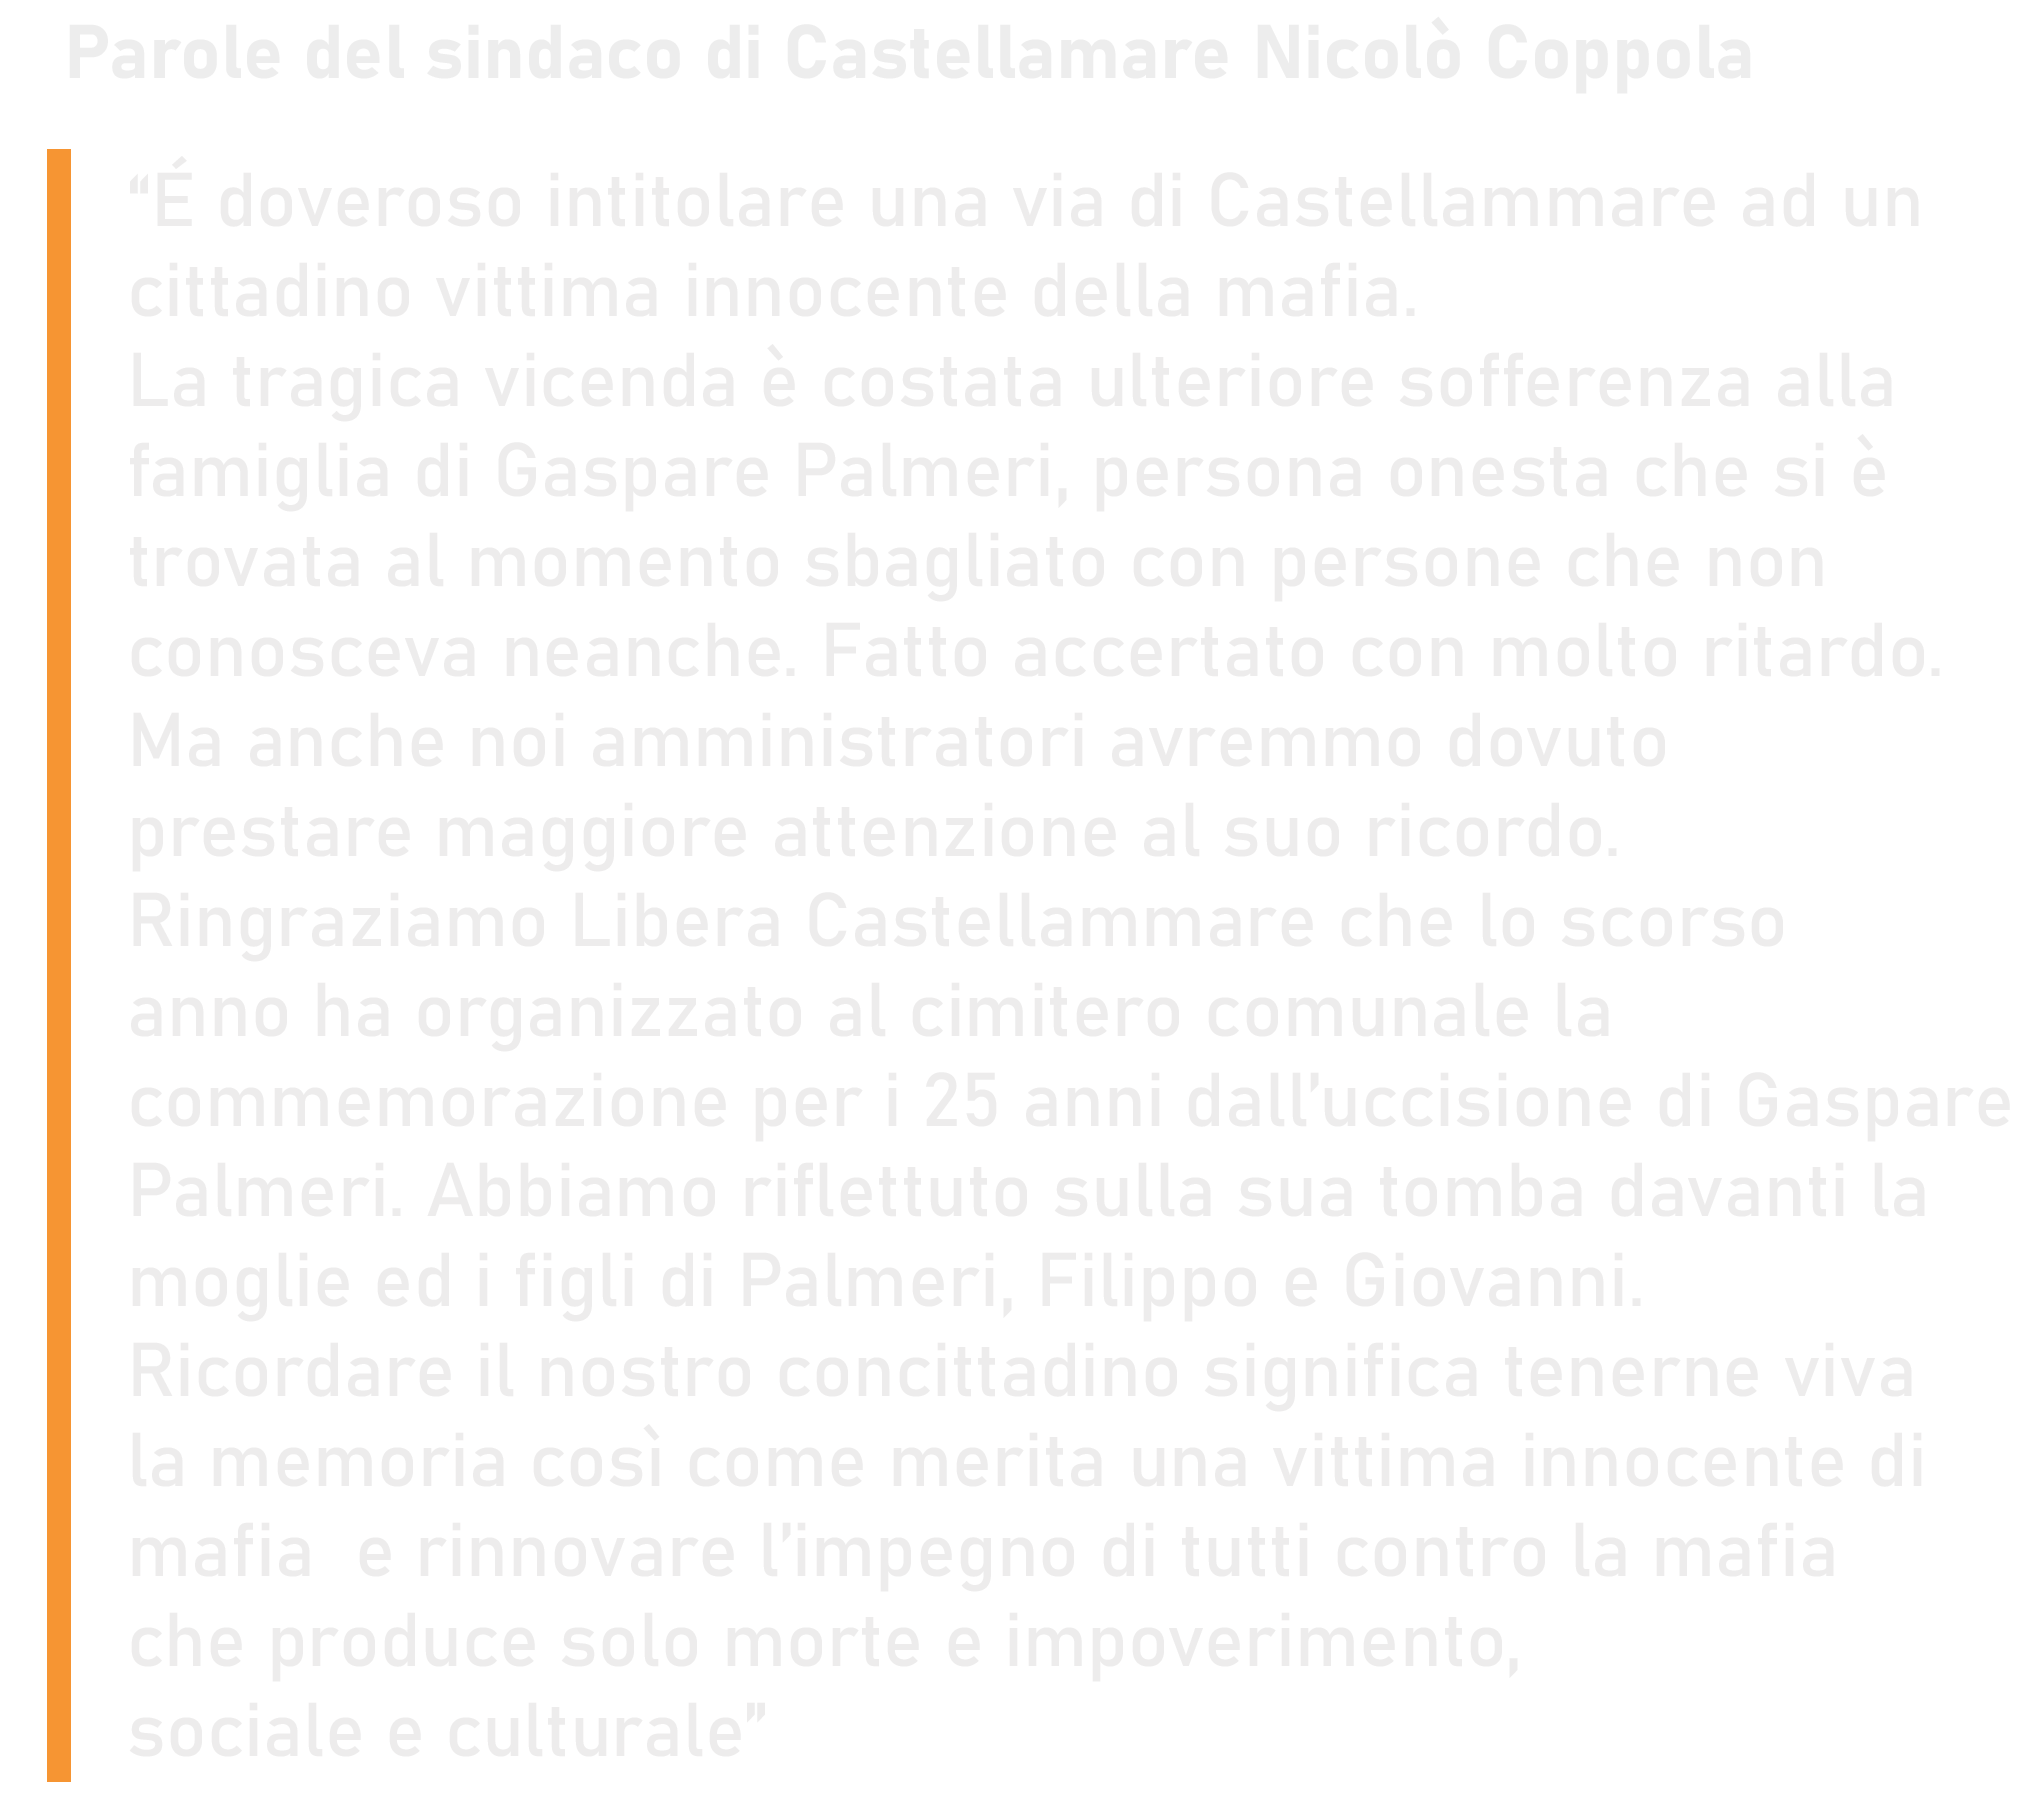 Parole del sindaco di Castellamare Nicolò Coppola
“É doveroso intitolare una via di Castellammare ad un
cittadino vittima innocente della mafia.
La tragica vicenda è costata ulteriore sofferenza alla
famiglia di Gaspare Palmeri, persona onesta che si è
trovata al momento sbagliato con persone che non
conosceva neanche. Fatto accertato con molto ritardo.
Ma anche noi amministratori avremmo dovuto
prestare maggiore attenzione al suo ricordo.
Ringraziamo Libera Castellammare che lo scorso
anno ha organizzato al cimitero comunale la
commemorazione per i 25 anni dall’uccisione di Gaspare
Palmeri. Abbiamo riflettuto sulla sua tomba davanti la
moglie ed i figli di Palmeri, Filippo e Giovanni.
Ricordare il nostro concittadino significa tenerne viva
la memoria così come merita una vittima innocente di
mafia  e rinnovare l’impegno di tutti contro la mafia
che produce solo morte e impoverimento,
sociale e culturale”